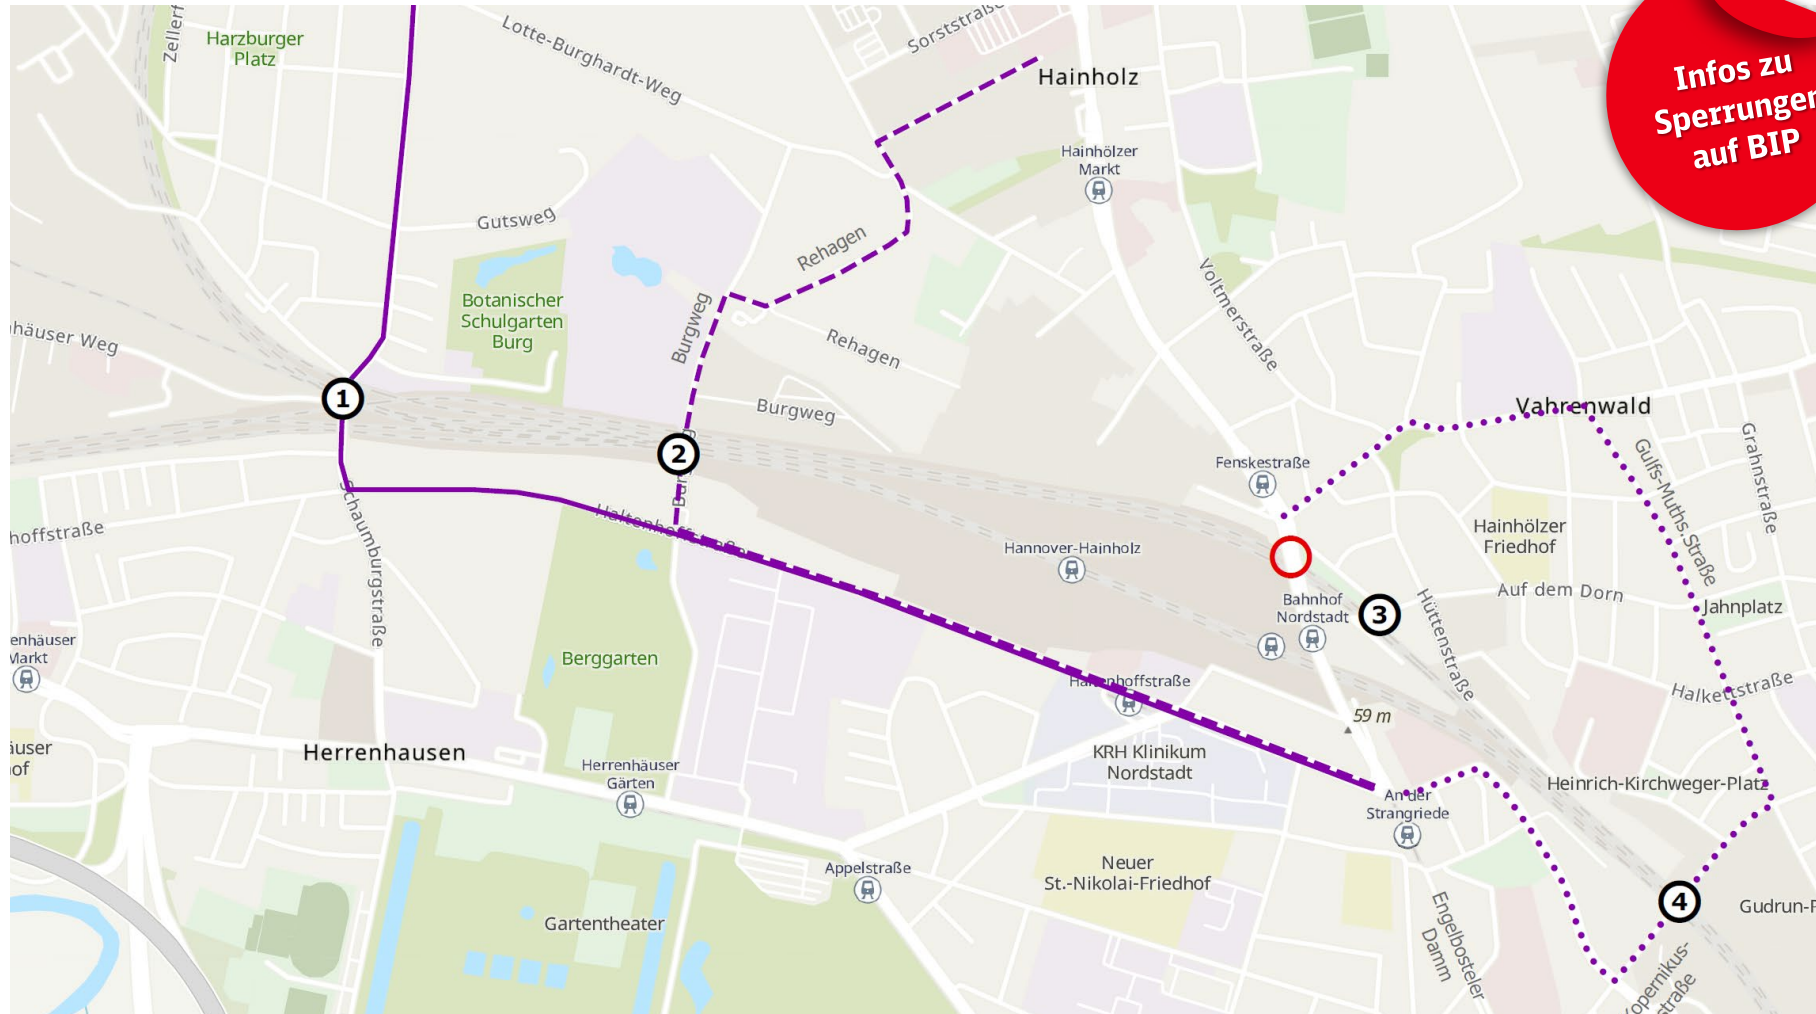 Zellerf
Harzburger
Platz
Lotte-Burghardt-Weg
Sorststraße
Hainholz
Infos zu
Sperrungen
auf BIP
Hainhölzer
Markt
Gutsweg
Rehagen
Botanischer
Schulgarten
Burg
Burgweg
Rehagen
Voltmerstraße
häuser Weg
1
Burgweg
Vahrenwald
Gulfs-Muths-Straße
Grahnstraße
2
Fenskestraße
Schaumburgstraße
Haltenhoffstraße
hoffstraße
Hannover-Hainholz
Hainhölzer
Friedhof
Auf dem Dorn
Jahnplatz
Bahnhof
Nordstadt
3
Hüttenstraße
enhäuser
Markt
Berggarten
Haltenhoffstraße
Halkettstraße
59 m
äuser
of
Herrenhausen
KRH Klinikum
Nordstadt
Herrenhäuser
Gärten
Heinrich-Kirchweger-Platz
An der
Strangriede
Appelstraße
Neuer
St.-Nikolai-Friedhof
4
Gudrun-P
Gartentheater
Engelbosteler
Damm
Kopernikus-
straße